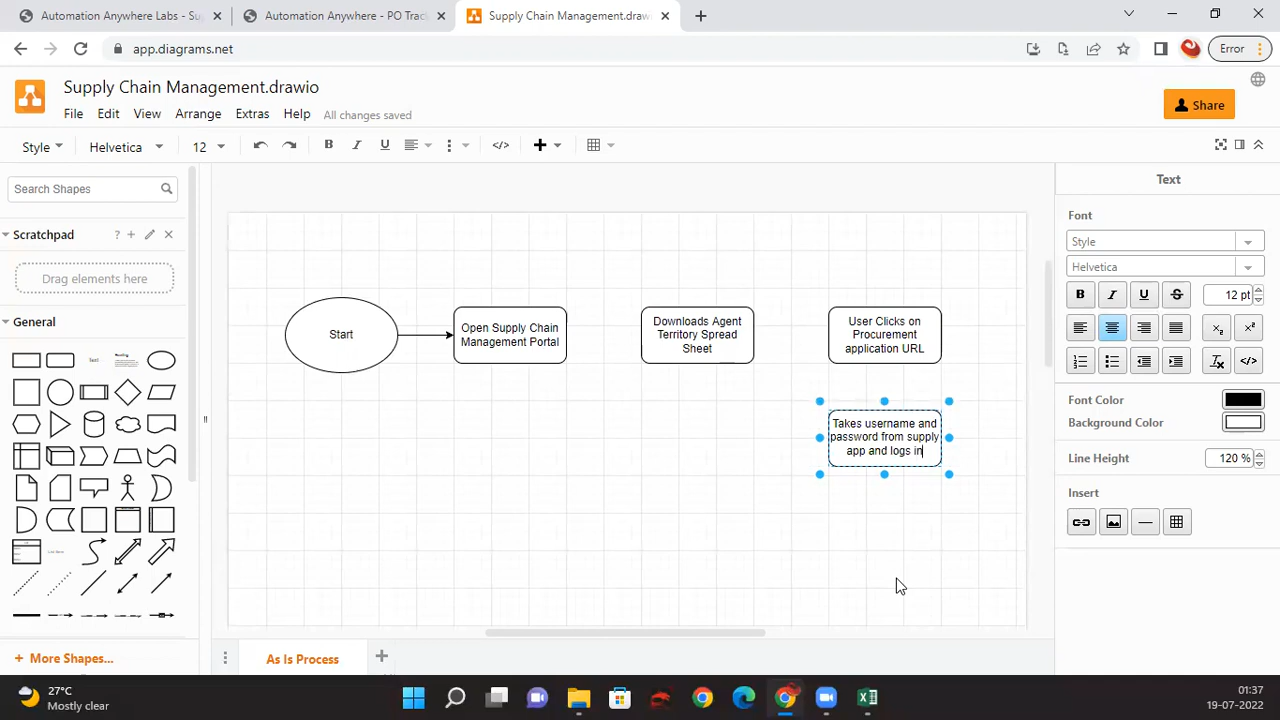 Automation Anywhere Labs - Su
Automation Anywhere - PO Trac
Supply Chain Management.draw
app.diagrams.net
Error
Supply Chain Management.drawio
File Edit View Arrange Extras Help All changes saved
Share
Style Helvetica 12
Search Shapes
Scratchpad
Drag elements here
General
Text
Heading
More Shapes...
Start
Open Supply Chain
Management Portal
Downloads Agent
Territory Spread
Sheet
User Clicks on
Procurement
application URL
Takes username and
password from supply
app and logs in
As Is Process
Text
Font
Style
Helvetica
12 pt
Font Color
Background Color
Line Height 120 %
Insert
27°C
Mostly clear
01:37
19-07-2022